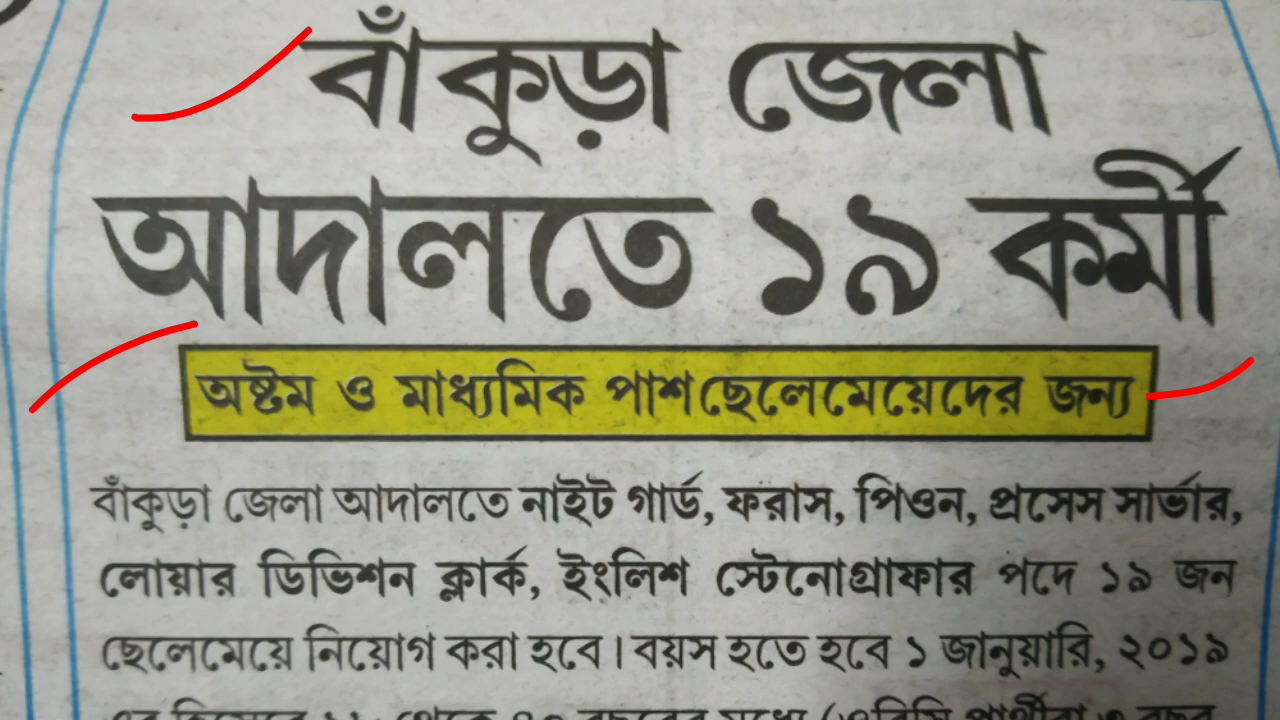 বাঁকুড়া জেলা
আদালতে ১৯ কর্মী
অষ্টম ও মাধ্যমিক পাশছেলেমেয়েদের জন্য
বাঁকুড়া জেলা আদালতে নাইট গার্ড, ফরাস, পিওন, প্রসেস সার্ভার,
লোয়ার ডিভিশন ক্লার্ক, ইংলিশ স্টেনোগ্রাফার পদে ১৯ জন
ছেলেমেয়ে নিয়োগ করা হবে। বয়স হতে হবে ১ জানুয়ারি, ২০১৯